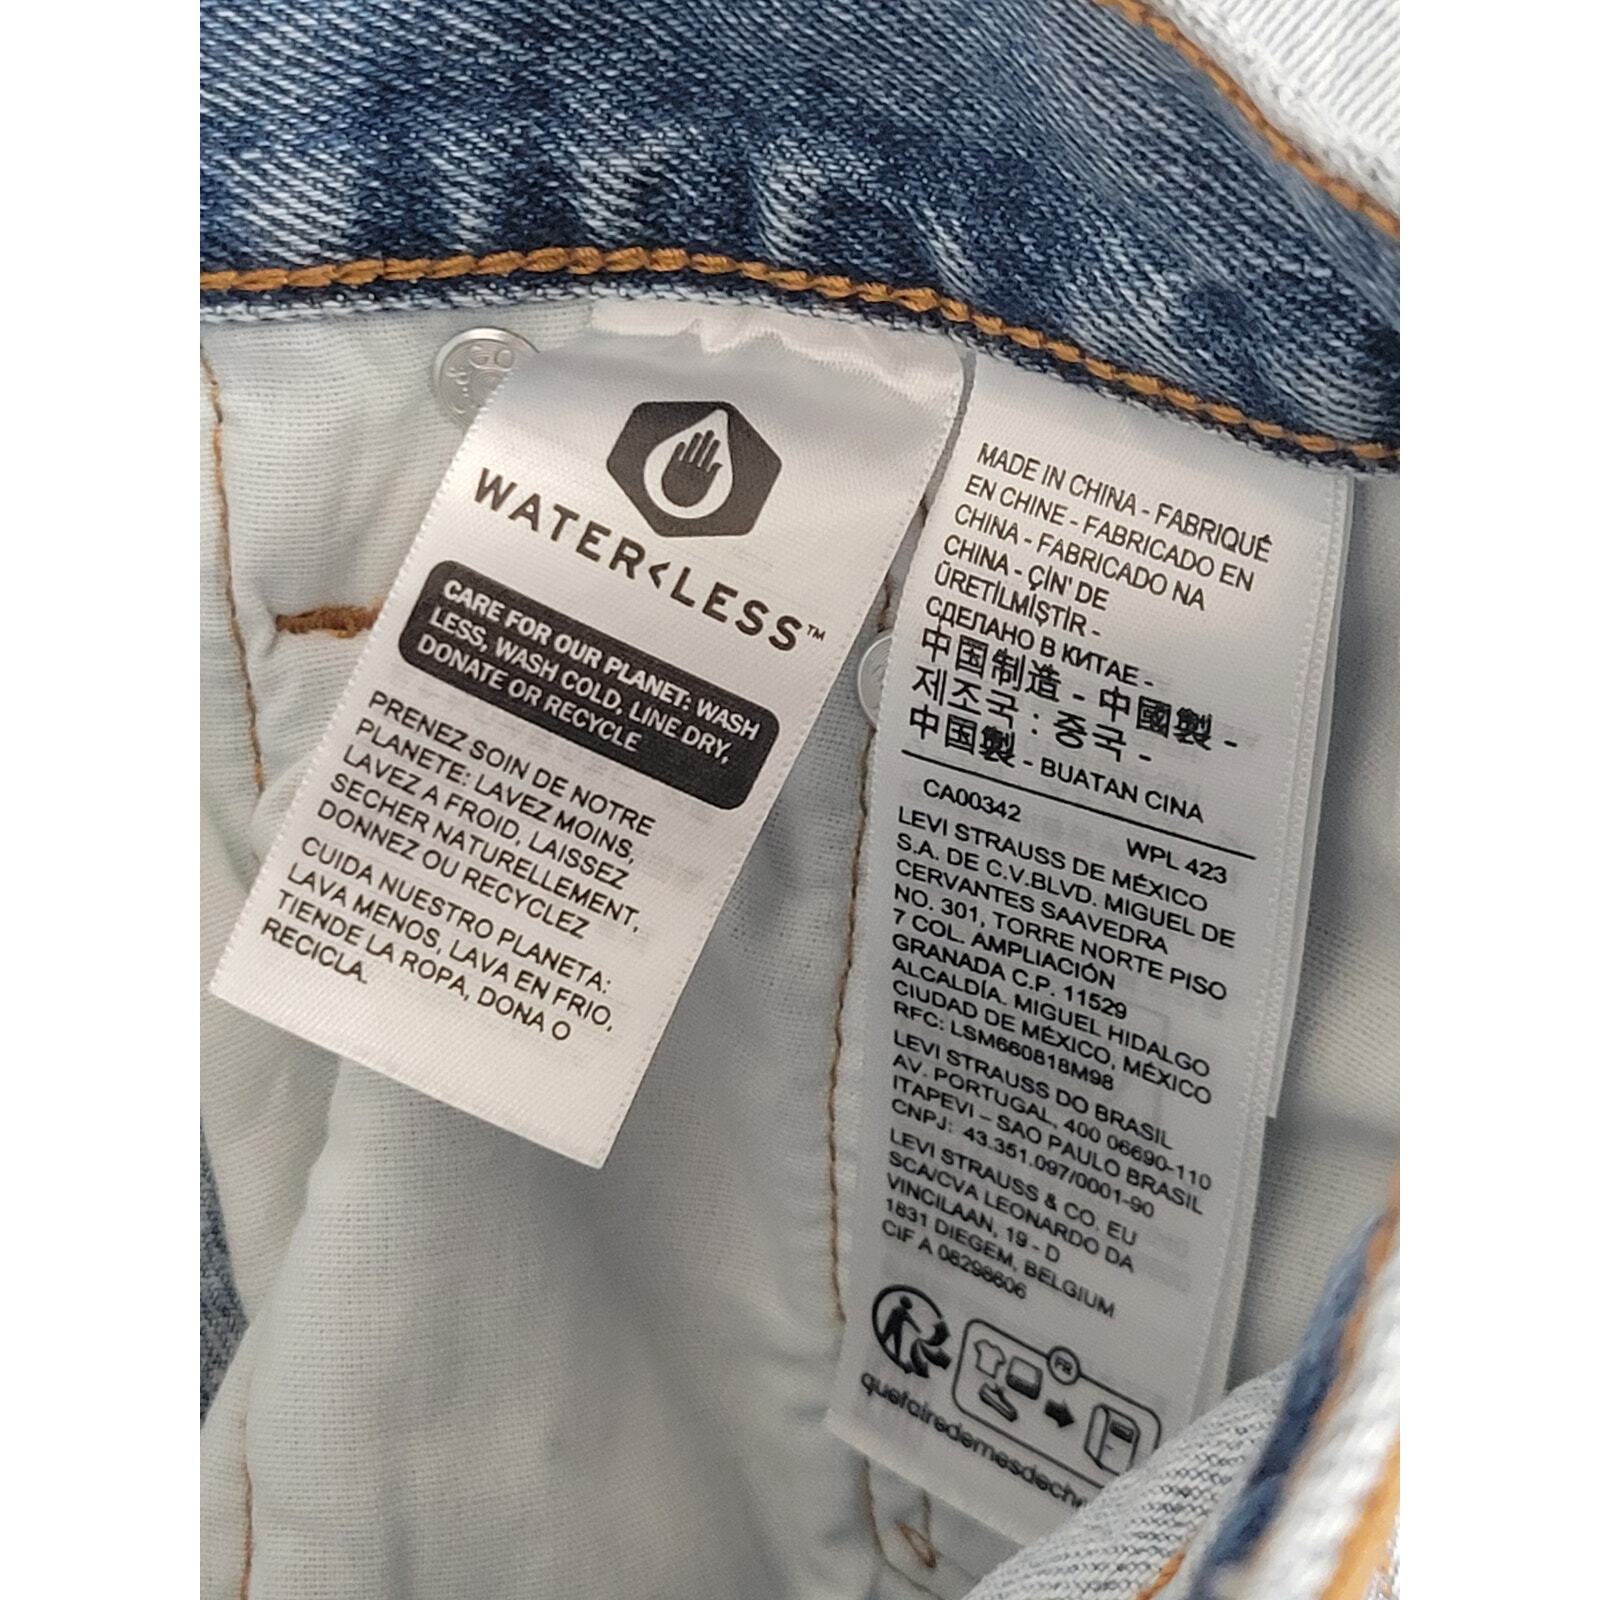 WATER<LESS™
CARE FOR OUR PLANET: WASH
LESS, WASH COLD, LINE DRY,
DONATE OR RECYCLE
PRENEZ SOIN DE NOTRE
PLANETE: LAVEZ MOINS,
LAVEZ A FROID, LAISSEZ
SECHER NATURELLEMENT,
DONNEZ OU RECYCLEZ
CUIDA NUESTRO PLANETA:
LAVA MENOS, LAVA EN FRIO,
TIENDE LA ROPA, DONA O
RECICLA.
MADE IN CHINA - FABRIQUÉ
EN CHINE - FABRICADO EN
CHINA - FABRICADO NA
CHINA - ÇİN' DE
ÜRETİLMİŞTİR -
СДЕЛАНО В КИТАЕ -
中国制造 - 中國製 -
제조국 : 중국 -
中国製 - BUATAN CINA
CA00342 WPL 423
LEVI STRAUSS DE MÉXICO
S.A. DE C.V.BLVD. MIGUEL DE
CERVANTES SAAVEDRA
NO. 301, TORRE NORTE PISO
7 COL. AMPLIACIÓN
GRANADA C.P. 11529
ALCALDÍA. MIGUEL HIDALGO
CIUDAD DE MÉXICO, MÉXICO
RFC: LSM660818M98
LEVI STRAUSS DO BRASIL
AV. PORTUGAL, 400 06690-110
ITAPEVI – SAO PAULO BRASIL
CNPJ: 43.351.097/0001-90
LEVI STRAUSS & CO. EU
SCA/CVA LEONARDO DA
VINCILAAN, 19 - D
1831 DIEGEM, BELGIUM
CIF A 08298606
FR
quefairedemesdech